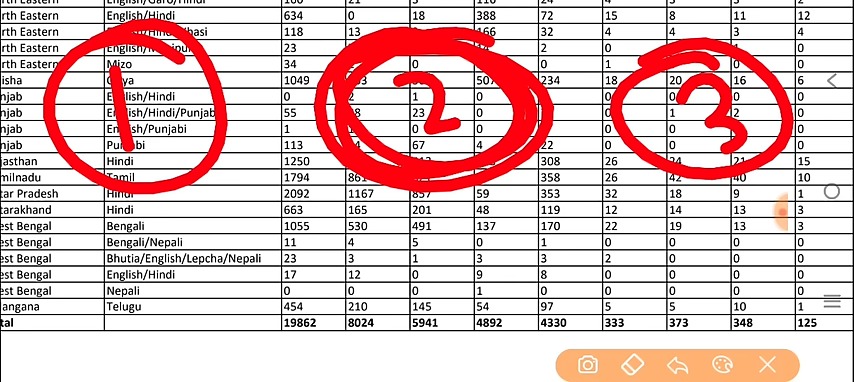 rth Eastern English/Hindi 634 0 18 388 72 15 8 11 12
rth Eastern 118 13 166 32 4 4 3 4
rth Eastern 23 2 0 0
rth Eastern Mizo 34 0 1
isha 1049 234 18 20 16 6
njab English/Hindi 0 2 1 0 0
njab English/Hindi/Punjab 55 8 23 0 1 2 0
njab English/Punjabi 1 0 0 0 0
njab Punjabi 113 4 67 4 22 0 0 0
jasthan Hindi 1250 308 26 24 21 15
milnadu Tamil 1794 861 358 26 42 40 10
tar Pradesh Hindi 2092 1167 857 59 353 32 18 9 1
tarakhand Hindi 663 165 201 48 119 12 14 13 3
est Bengal Bengali 1055 530 491 137 170 22 19 13 3
est Bengal Bengali/Nepali 11 4 5 0 1 0 0 0 0
est Bengal Bhutia/English/Lepcha/Nepali 23 3 1 3 3 2 0 0 0
est Bengal English/Hindi 17 12 0 9 8 0 0 0 0
est Bengal Nepali 0 0 0 1 0 0 0 0 0
angana Telugu 454 210 145 54 97 5 5 10 1
tal 19862 8024 5941 4892 4330 333 373 348 125
1 2 3